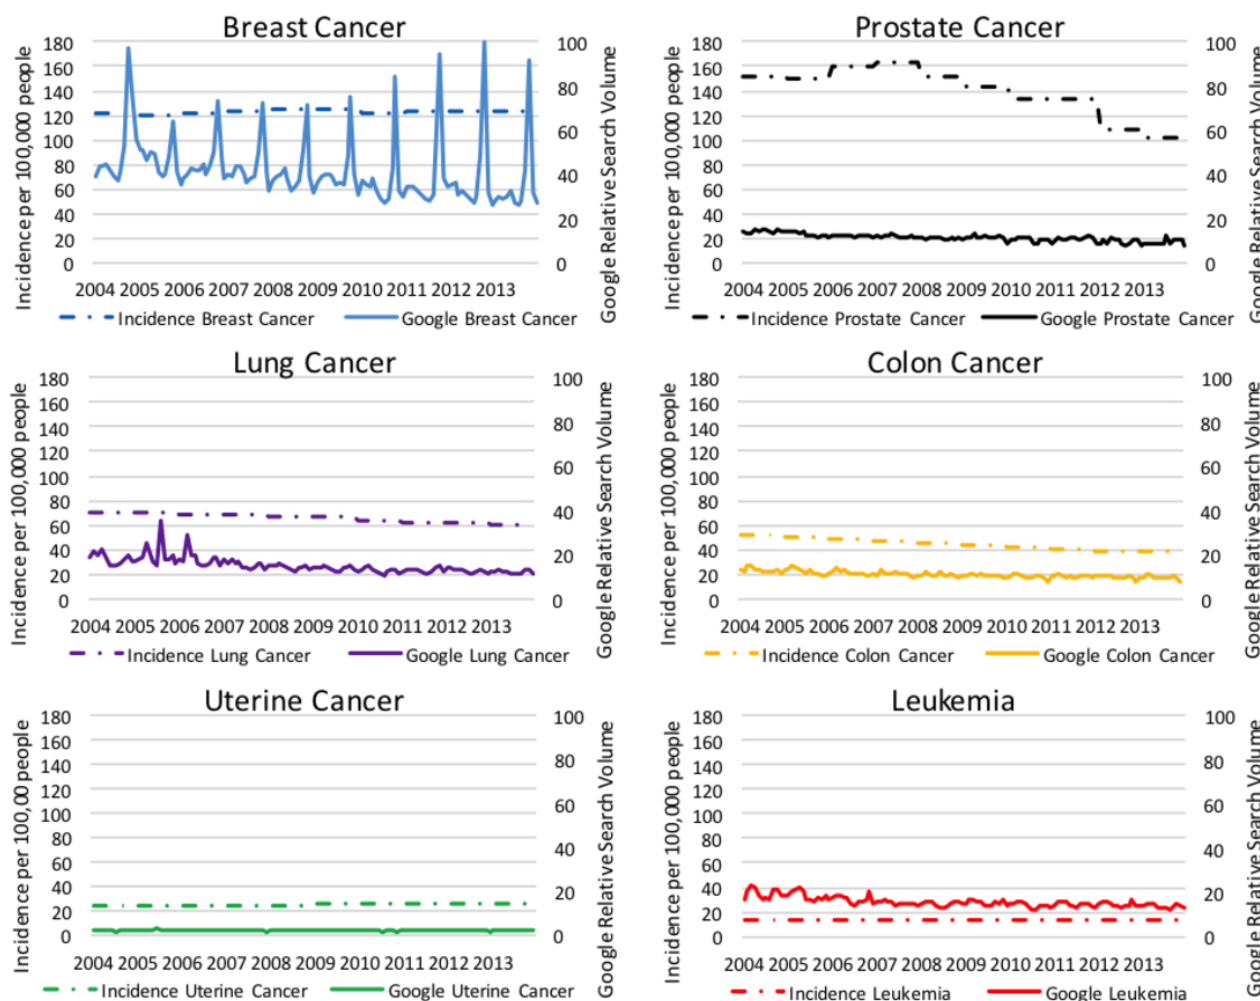 Breast Cancer
Incidence per 100,000 people
180
160
140
120
100
80
60
40
20
0
100
80
60
40
20
0
Google Relative Search Volume
2004 2005 2006 2007 2008 2009 2010 2011 2012 2013
Incidence Breast Cancer
Google Breast Cancer
Prostate Cancer
Incidence per 100,000 people
180
160
140
120
100
80
60
40
20
0
100
80
60
40
20
0
Google Relative Search Volume
2004 2005 2006 2007 2008 2009 2010 2011 2012 2013
Incidence Prostate Cancer
Google Prostate Cancer
Lung Cancer
Incidence per 100,000 people
180
160
140
120
100
80
60
40
20
0
100
80
60
40
20
0
Google Relative Search Volume
2004 2005 2006 2007 2008 2009 2010 2011 2012 2013
Incidence Lung Cancer
Google Lung Cancer
Colon Cancer
Incidence per 100,000 people
180
160
140
120
100
80
60
40
20
0
100
80
60
40
20
0
Google Relative Search Volume
2004 2005 2006 2007 2008 2009 2010 2011 2012 2013
Incidence Colon Cancer
Google Colon Cancer
Uterine Cancer
Incidence per 100,00 people
180
160
140
120
100
80
60
40
20
0
100
80
60
40
20
0
Google Relative Search Volume
2004 2005 2006 2007 2008 2009 2010 2011 2012 2013
Incidence Uterine Cancer
Google Uterine Cancer
Leukemia
Incidence per 100,000 people
180
160
140
120
100
80
60
40
20
0
100
80
60
40
20
0
Google Relative Search Volume
2004 2005 2006 2007 2008 2009 2010 2011 2012 2013
Incidence Leukemia
Google Leukemia